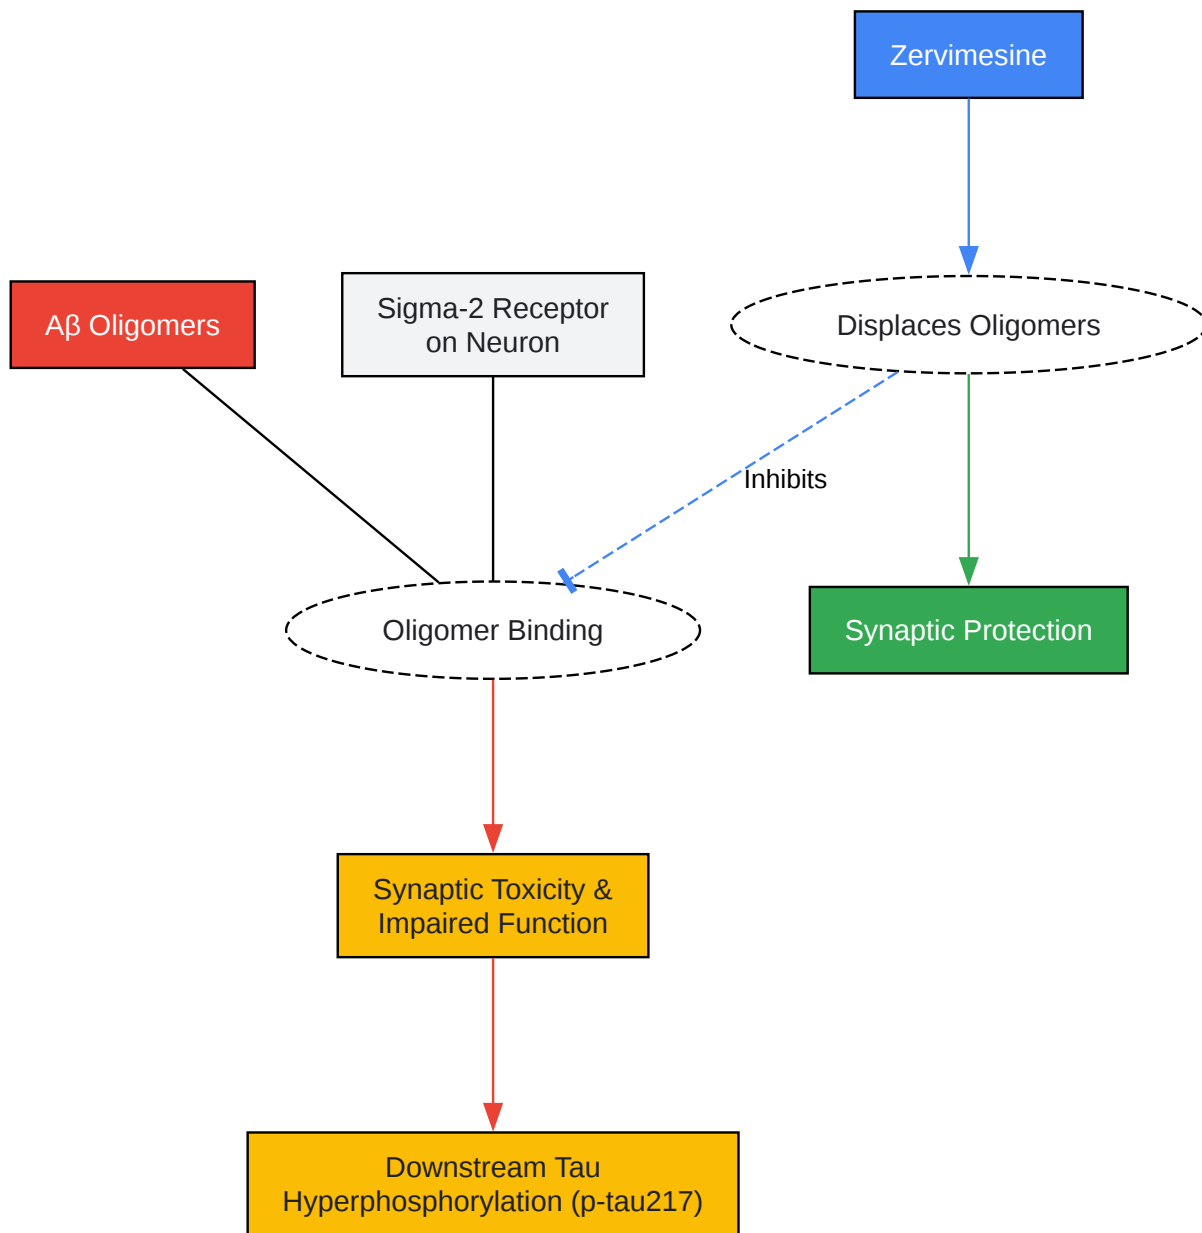 Zervimesine
Aβ Oligomers
Sigma-2 Receptor
on Neuron
Displaces Oligomers
Inhibits
Oligomer Binding
Synaptic Protection
Synaptic Toxicity &
Impaired Function
Downstream Tau
Hyperphosphorylation (p-tau217)